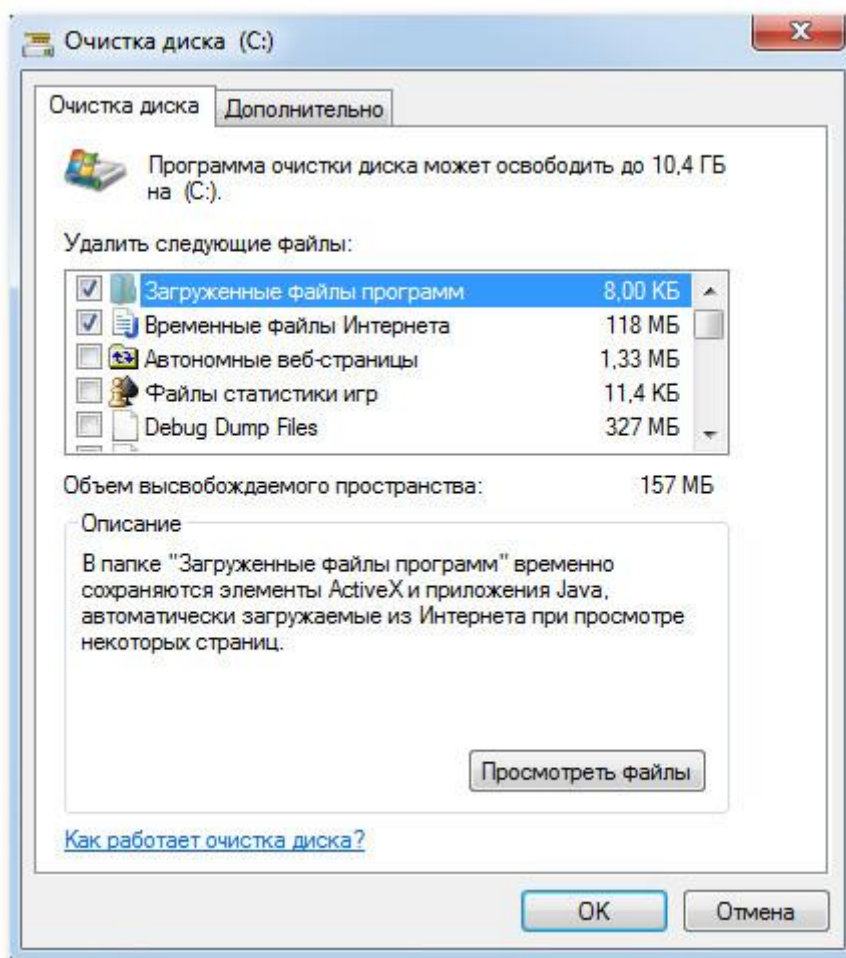 Очистка диска (C:)
Очистка диска Дополнительно
Программа очистки диска может освободить до 10,4 ГБ
на (C:).
Удалить следующие файлы:
Загруженные файлы программ 8,00 КБ
Временные файлы Интернета 118 МБ
Автономные веб-страницы 1,33 МБ
Файлы статистики игр 11,4 КБ
Debug Dump Files 327 МБ
Объем высвобождаемого пространства: 157 МБ
Описание
В папке "Загруженные файлы программ" временно
сохраняются элементы ActiveX и приложения Java,
автоматически загружаемые из Интернета при просмотре
некоторых страниц.
Просмотреть файлы
Как работает очистка диска?
OK Отмена